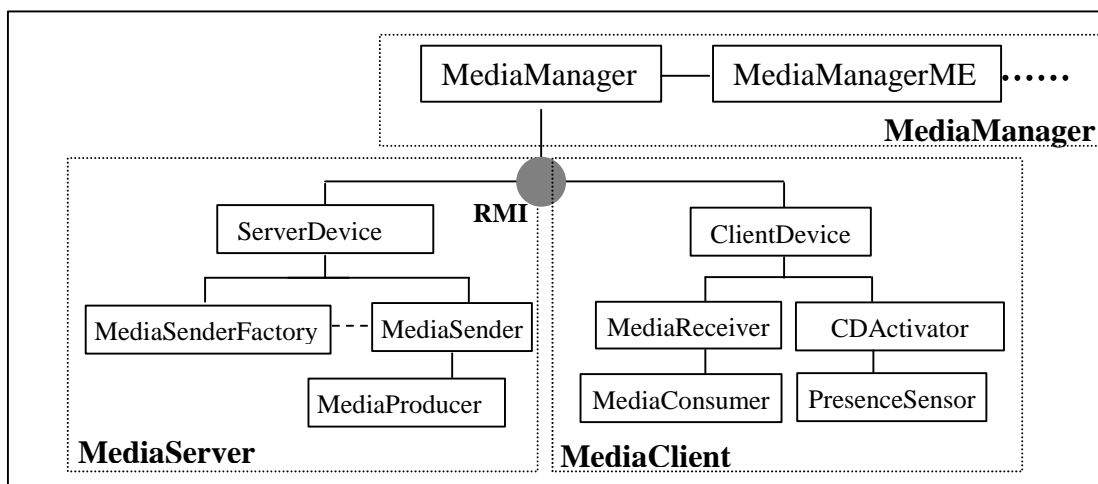 MediaManager MediaManagerME ......
MediaManager
RMI
ServerDevice
ClientDevice
MediaSenderFactory
MediaSender
MediaReceiver
CDActivator
MediaProducer
MediaConsumer
PresenceSensor
MediaServer
MediaClient